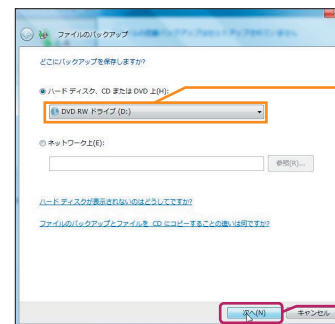 ファイルのバックアップ
どこにバックアップを保存しますか?
ハード ディスク、CD または DVD 上(H):
DVD RW ドライブ (D:)
ネットワーク上(E):
参照(R)...
ハード ディスクが表示されないのはどうしてですか?
ファイルのバックアップとファイルを CD にコピーすることの違いは何ですか?
次へ(N)
キャンセル